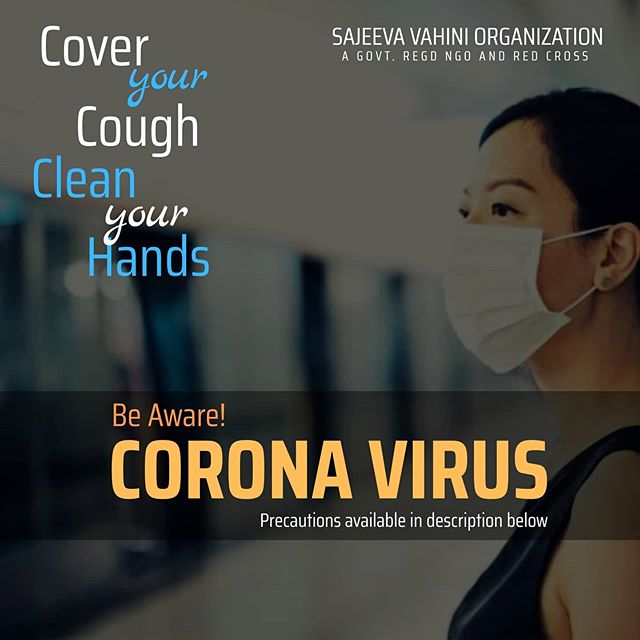 Cover
your
Cough
Clean
your
Hands
SAJEEVA VAHINI ORGANIZATION
A GOVT. REGD NGO AND RED CROSS
Be Aware!
CORONA VIRUS
Precautions available in description below